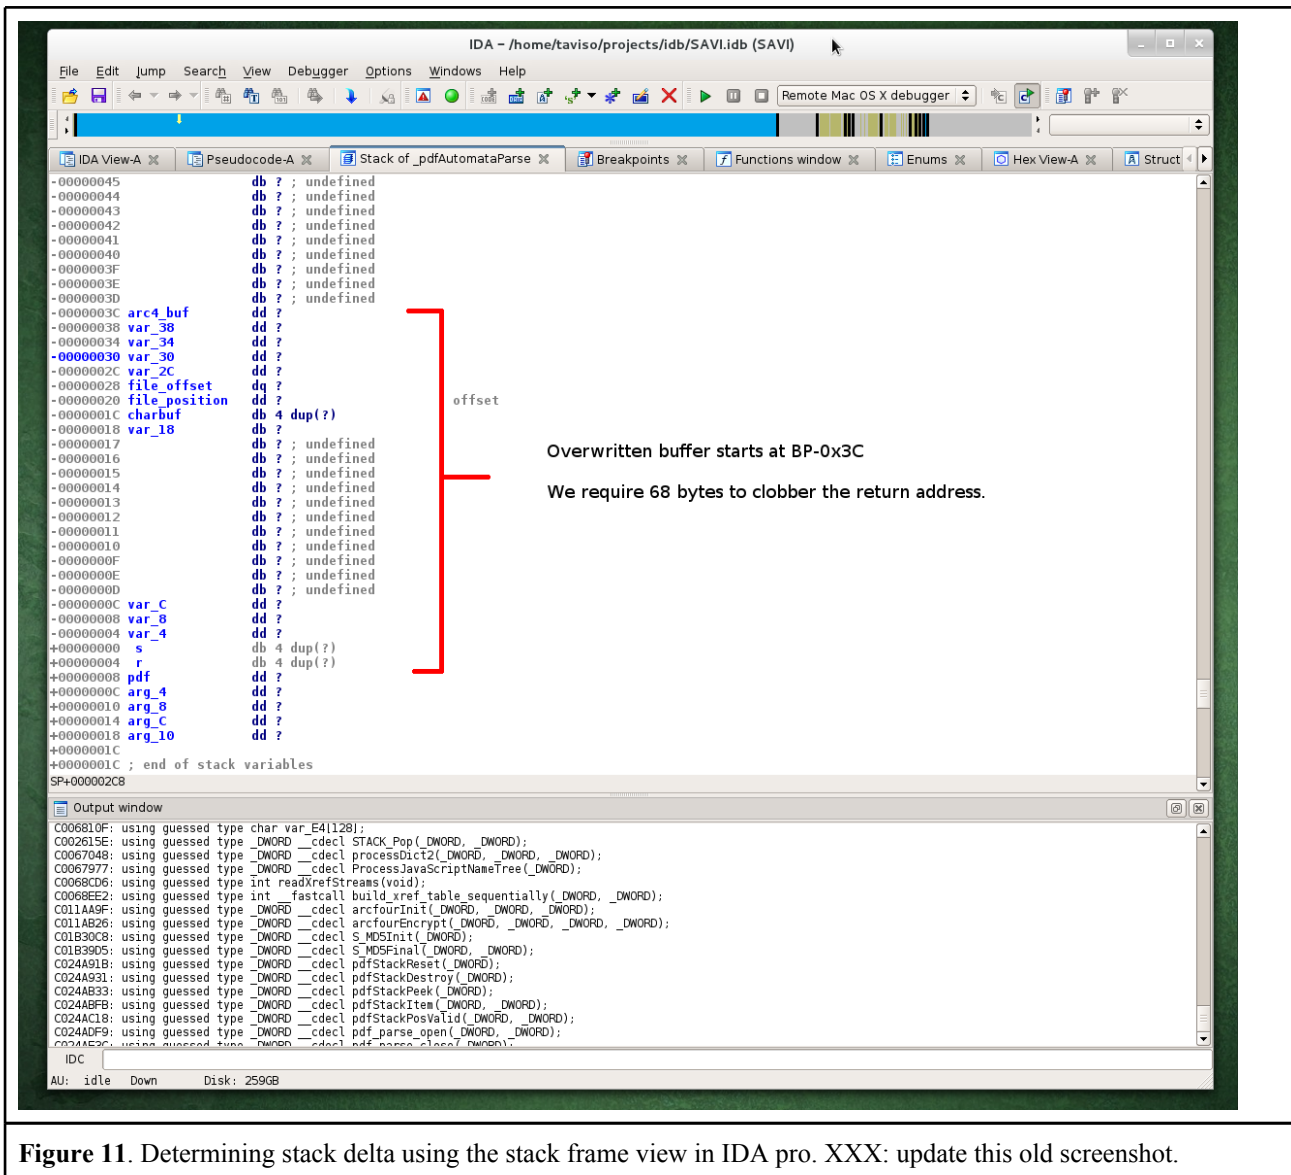 IDA – /home/taviso/projects/idb/SAVI.idb (SAVI)
File Edit Jump Search View Debugger Options Windows Help
Remote Mac OS X debugger
IDA View-A Pseudocode-A Stack of _pdfAutomataParse Breakpoints Functions window Enums Hex View-A Struct
-00000045 db ? ; undefined
-00000044 db ? ; undefined
-00000043 db ? ; undefined
-00000042 db ? ; undefined
-00000041 db ? ; undefined
-00000040 db ? ; undefined
-0000003F db ? ; undefined
-0000003E db ? ; undefined
-0000003D db ? ; undefined
-0000003C arc4_buf dd ?
-00000038 var_38 dd ?
-00000034 var_34 dd ?
-00000030 var_30 dd ?
-0000002C var_2C dd ?
-00000028 file_offset dq ?
-00000020 file_position dd ? offset
-0000001C charbuf db 4 dup(?)
-00000018 var_18 db ?
-00000017 db ? ; undefined
-00000016 db ? ; undefined
-00000015 db ? ; undefined
-00000014 db ? ; undefined
-00000013 db ? ; undefined
-00000012 db ? ; undefined
-00000011 db ? ; undefined
-00000010 db ? ; undefined
-0000000F db ? ; undefined
-0000000E db ? ; undefined
-0000000D db ? ; undefined
-0000000C var_C dd ?
-00000008 var_8 dd ?
-00000004 var_4 dd ?
+00000000 s db 4 dup(?)
+00000004 r db 4 dup(?)
+00000008 pdf dd ?
+0000000C arg_4 dd ?
+00000010 arg_8 dd ?
+00000014 arg_C dd ?
+00000018 arg_10 dd ?
+0000001C
+0000001C ; end of stack variables
Overwritten buffer starts at BP-0x3C
We require 68 bytes to clobber the return address.
SP+000002C8
Output window
C006810F: using guessed type char var_E4[128];
C002615E: using guessed type _DWORD __cdecl STACK_Pop(_DWORD, _DWORD);
C0067048: using guessed type _DWORD __cdecl processDict2(_DWORD, _DWORD, _DWORD);
C0067977: using guessed type _DWORD __cdecl ProcessJavaScriptNameTree(_DWORD);
C0068CD6: using guessed type int readXrefStreams(void);
C0068EE2: using guessed type int __fastcall build_xref_table_sequentially(_DWORD, _DWORD);
C011AA9F: using guessed type _DWORD __cdecl arcfourInit(_DWORD, _DWORD, _DWORD);
C011AB26: using guessed type _DWORD __cdecl arcfourEncrypt(_DWORD, _DWORD, _DWORD, _DWORD);
C01B30C8: using guessed type _DWORD __cdecl S_MD5Init(_DWORD);
C01B39D5: using guessed type _DWORD __cdecl S_MD5Final(_DWORD, _DWORD);
C024A91B: using guessed type _DWORD __cdecl pdfStackReset(_DWORD);
C024A931: using guessed type _DWORD __cdecl pdfStackDestroy(_DWORD);
C024AB33: using guessed type _DWORD __cdecl pdfStackPeek(_DWORD);
C024ABFB: using guessed type _DWORD __cdecl pdfStackItem(_DWORD, _DWORD);
C024AC18: using guessed type _DWORD __cdecl pdfStackPosValid(_DWORD, _DWORD);
C024ADF9: using guessed type _DWORD __cdecl pdf_parse_open(_DWORD, _DWORD);
C024AE3C: using guessed type _DWORD __cdecl pdf_parse_close(_DWORD);
IDC
AU: idle Down Disk: 259GB
Figure 11. Determining stack delta using the stack frame view in IDA pro. XXX: update this old screenshot.